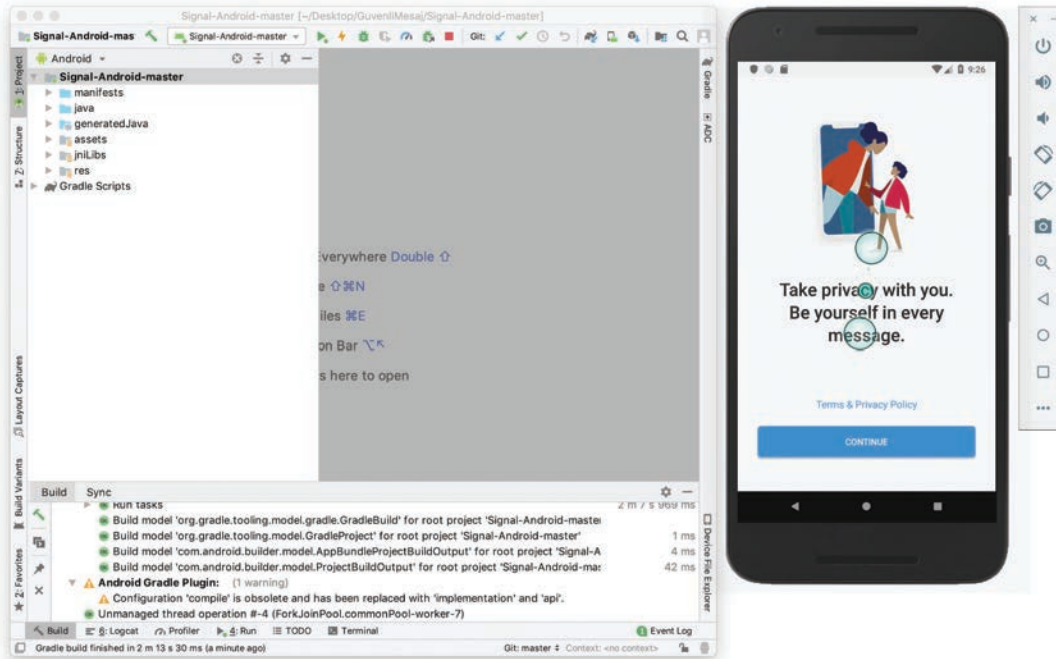 Signal-Android-master [~/Desktop/GuvenliMesaj/Signal-Android-master]
Signal-Android-mas
Signal-Android-master
Git:
1: Project
Android
Signal-Android-master
manifests
java
generatedJava
assets
jniLibs
res
Gradle Scripts
Z: Structure
Layout Captures
Build Variants
2: Favorites
Gradle
ADC
Device File Explorer
Everywhere Double ⇧
e ⇧⌘N
iles ⌘E
on Bar ⌥↖
s here to open
Build Sync
Run tasks 2 m 7 s 969 ms
Build model 'org.gradle.tooling.model.gradle.GradleBuild' for root project 'Signal-Android-master
Build model 'org.gradle.tooling.model.GradleProject' for root project 'Signal-Android-master' 1 ms
Build model 'com.android.builder.model.AppBundleProjectBuildOutput' for root project 'Signal-A 4 ms
Build model 'com.android.builder.model.ProjectBuildOutput' for root project 'Signal-Android-mas 42 ms
Android Gradle Plugin: (1 warning)
Configuration 'compile' is obsolete and has been replaced with 'implementation' and 'api'.
Unmanaged thread operation #-4 (ForkJoinPool.commonPool-worker-7)
Build 6: Logcat Profiler 4: Run TODO Terminal 1 Event Log
Gradle build finished in 2 m 13 s 30 ms (a minute ago) Git: master Context: <no context>
9:26
Take privacy with you.
Be yourself in every
message.
Terms & Privacy Policy
CONTINUE